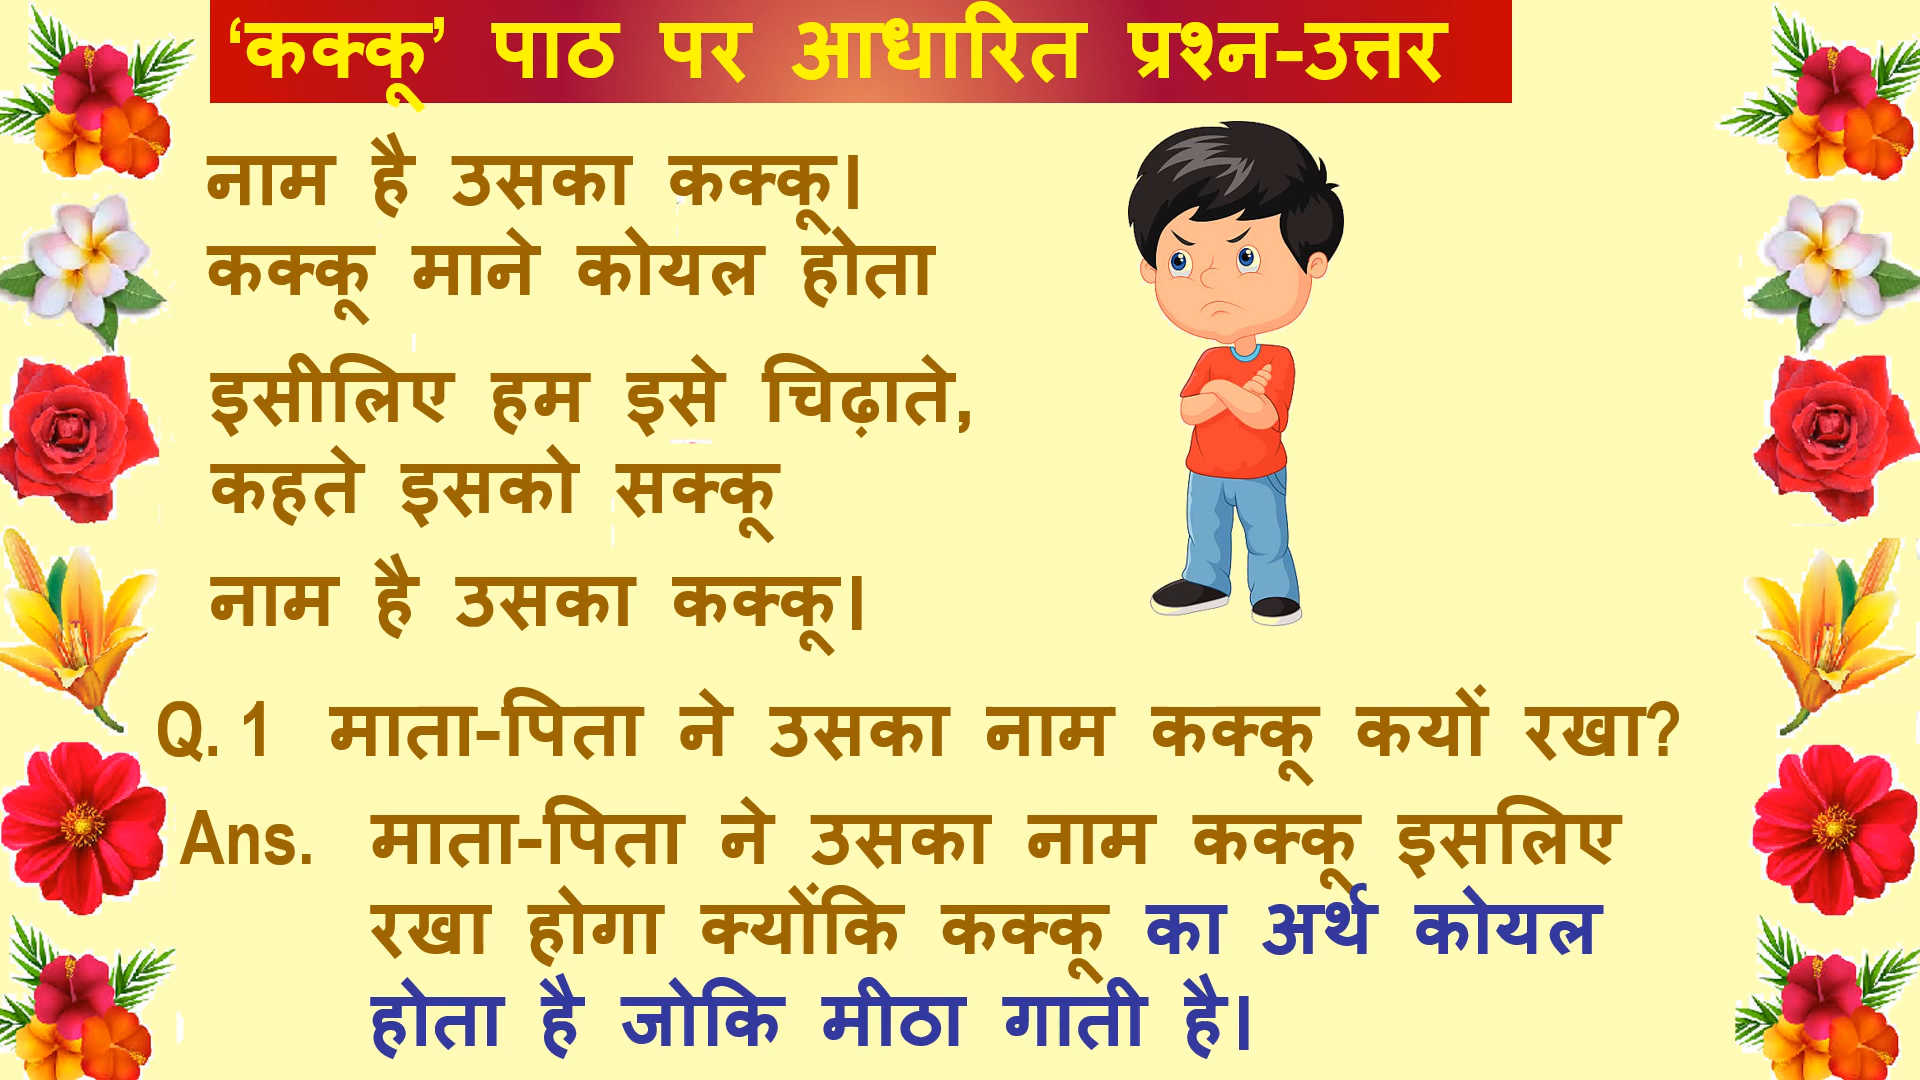 ‘कक्कू’ पाठ पर आधारित प्रश्न-उत्तर
नाम है उसका कक्कू।
कक्कू माने कोयल होता
इसीलिए हम इसे चिढ़ाते,
कहते इसको सक्कू
नाम है उसका कक्कू।
Q. 1 माता-पिता ने उसका नाम कक्कू कयों रखा?
Ans. माता-पिता ने उसका नाम कक्कू इसलिए
रखा होगा क्योंकि कक्कू का अर्थ कोयल
होता है जोकि मीठा गाती है।